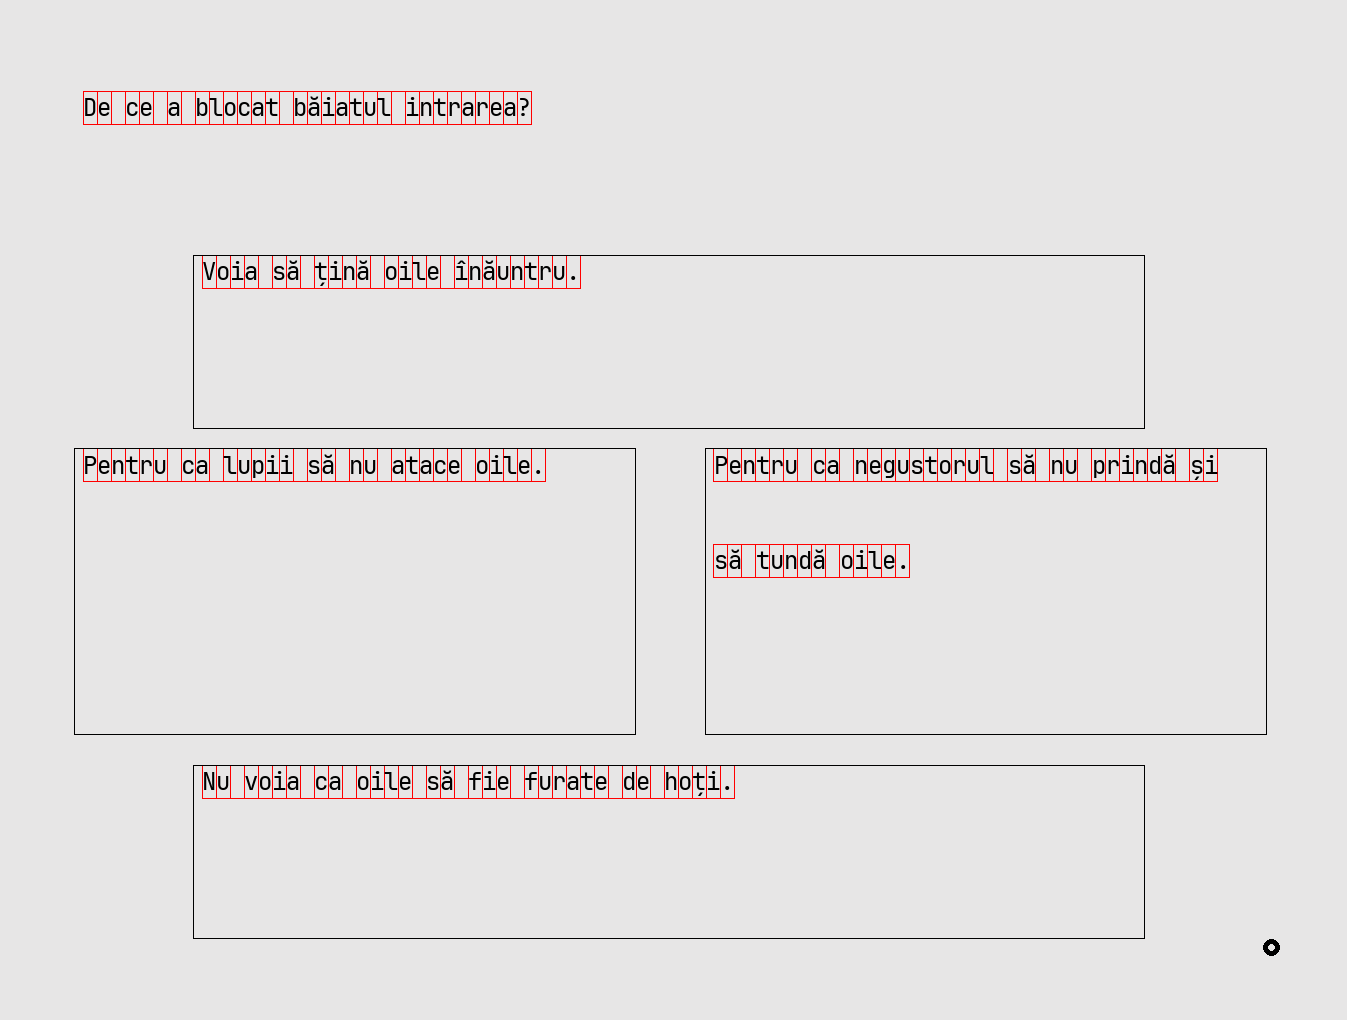 De ce a blocat băiatul intrarea?
Voia să țină oile înăuntru.
Pentru ca lupii să nu atace oile.
Pentru ca negustorul să nu prindă și
să tundă oile.
Nu voia ca oile să fie furate de hoți.